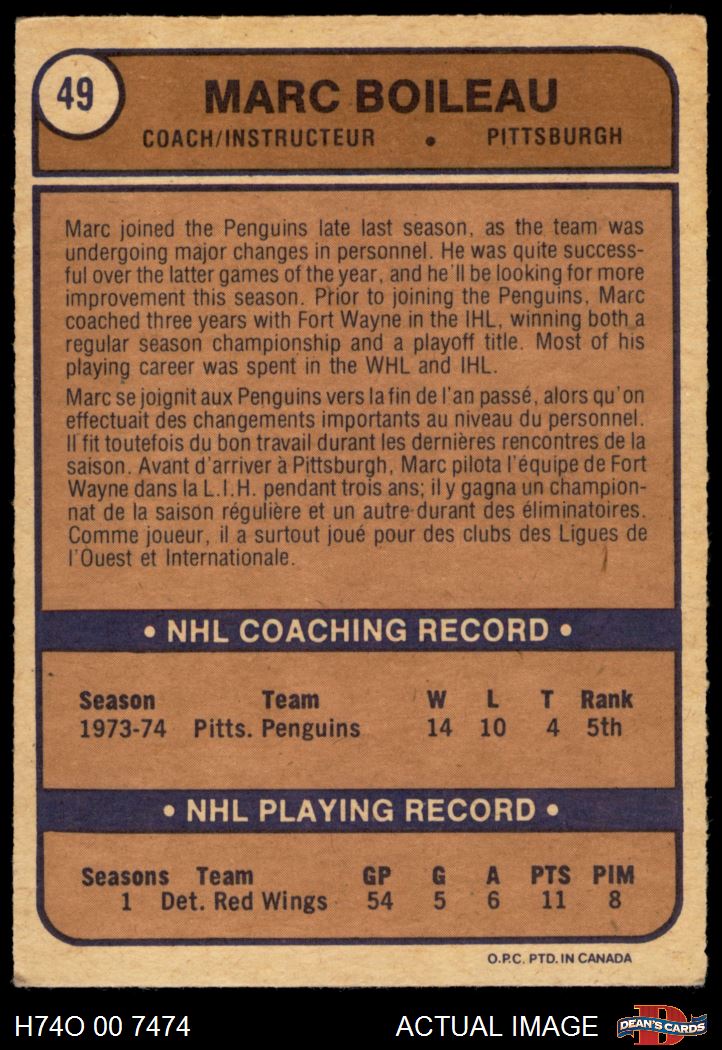 49
MARC BOILEAU
COACH/INSTRUCTEUR • PITTSBURGH
Marc joined the Penguins late last season, as the team was
undergoing major changes in personnel. He was quite success-
ful over the latter games of the year, and he'll be looking for more
improvement this season. Prior to joining the Penguins, Marc
coached three years with Fort Wayne in the IHL, winning both a
regular season championship and a playoff title. Most of his
playing career was spent in the WHL and IHL.
Marc se joignit aux Penguins vers la fin de l'an passé, alors qu'on
effectuait des changements importants au niveau du personnel.
Il fit toutefois du bon travail durant les dernières rencontres de la
saison. Avant d'arriver à Pittsburgh, Marc pilota l'équipe de Fort
Wayne dans la L.I.H. pendant trois ans; il y gagna un champion-
nat de la saison régulière et un autre durant des éliminatoires.
Comme joueur, il a surtout joué pour des clubs des Ligues de
l'Ouest et Internationale.
• NHL COACHING RECORD •
Season Team W L T Rank
1973-74 Pitts. Penguins 14 10 4 5th
• NHL PLAYING RECORD •
Seasons Team GP G A PTS PIM
1 Det. Red Wings 54 5 6 11 8
O.P.C. PTD. IN CANADA
H74O 00 7474 ACTUAL IMAGE DEAN'S CARDS